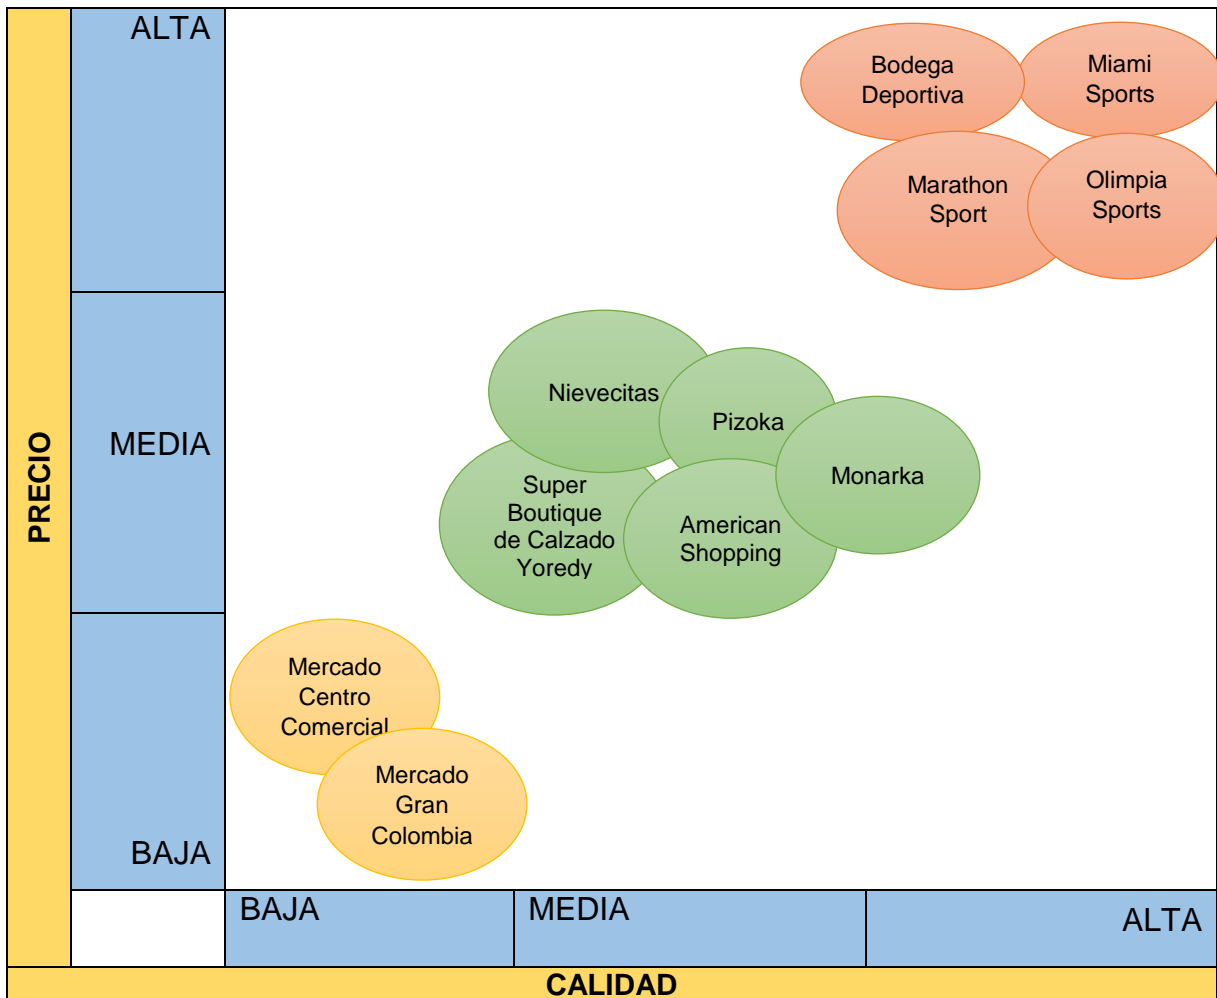 ALTA
Bodega
Deportiva
Miami
Sports
Marathon
Sport
Olimpia
Sports
PRECIO
MEDIA
Nievecitas
Pizoka
Monarka
Super
Boutique
de Calzado
Yoredy
American
Shopping
Mercado
Centro
Comercial
Mercado
Gran
Colombia
BAJA
BAJA
MEDIA
ALTA
CALIDAD